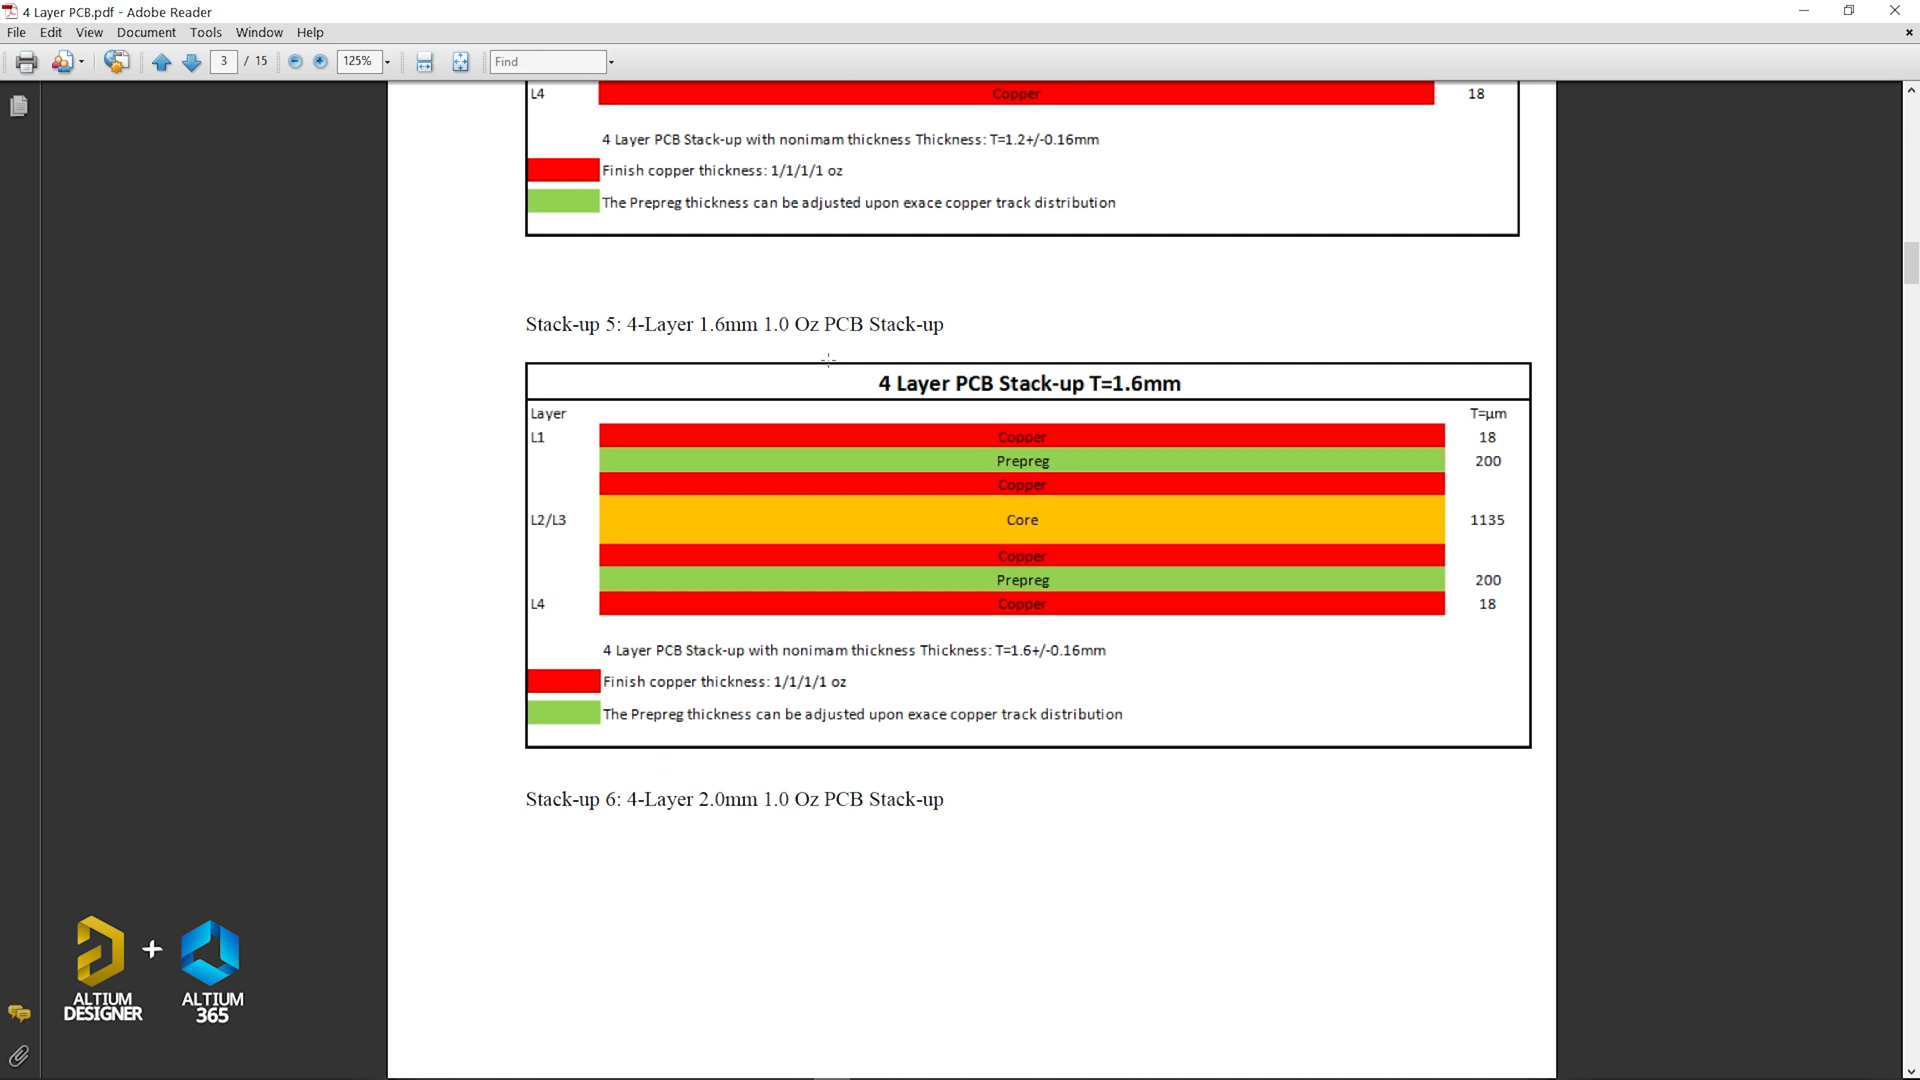 4 Layer PCB.pdf - Adobe Reader
File Edit View Document Tools Window Help
3 / 15 125% Find
L4 Copper 18
4 Layer PCB Stack-up with nonimam thickness Thickness: T=1.2+/-0.16mm
Finish copper thickness: 1/1/1/1 oz
The Prepreg thickness can be adjusted upon exace copper track distribution
Stack-up 5: 4-Layer 1.6mm 1.0 Oz PCB Stack-up
4 Layer PCB Stack-up T=1.6mm
Layer T=µm
L1 Copper 18
Prepreg 200
Copper
L2/L3 Core 1135
Copper
Prepreg 200
L4 Copper 18
4 Layer PCB Stack-up with nonimam thickness Thickness: T=1.6+/-0.16mm
Finish copper thickness: 1/1/1/1 oz
The Prepreg thickness can be adjusted upon exace copper track distribution
Stack-up 6: 4-Layer 2.0mm 1.0 Oz PCB Stack-up
+
ALTIUM DESIGNER
ALTIUM 365